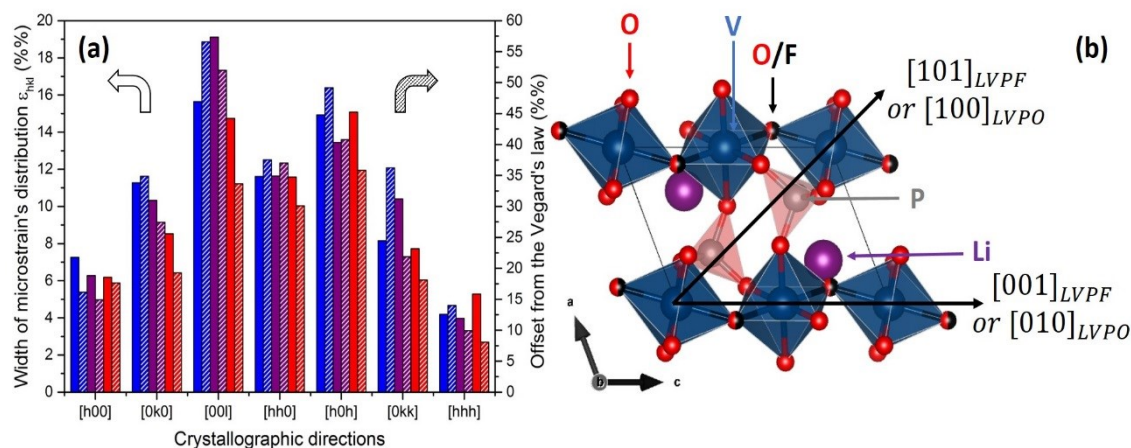 (a)
Width of microstrain's distribution ε_hkl (%%)
20
18
16
14
12
10
8
6
4
2
0
60
55
50
45
40
35
30
25
20
15
10
5
0
Offset from the Vegard's law (%%)
[h00] [0k0] [00l] [hh0] [h0h] [0kk] [hhh]
Crystallographic directions
(b)
O
V
O/F
[101]_LVPF
or [100]_LVPO
P
Li
[001]_LVPF
or [010]_LVPO
a
b
c